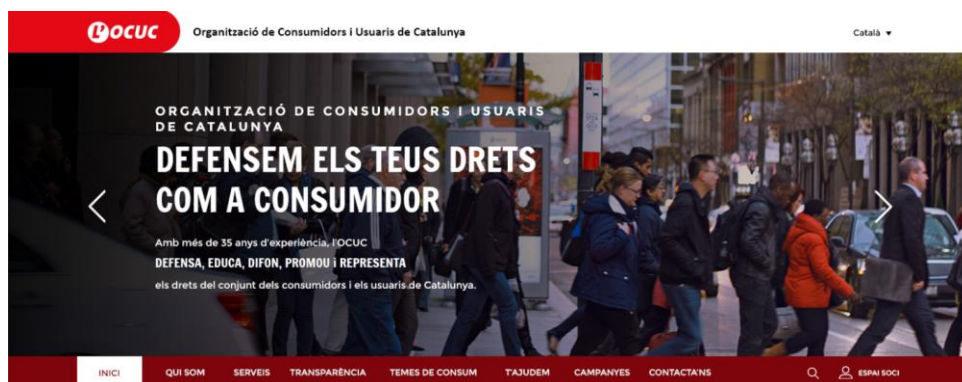 L'OCUC
Organització de Consumidors i Usuaris de Catalunya
Català
ORGANITZACIÓ DE CONSUMIDORS I USUARIS
DE CATALUNYA
DEFENSEM ELS TEUS DRETS
COM A CONSUMIDOR
Amb més de 35 anys d'experiència, l'OCUC
DEFENSA, EDUCA, DIFON, PROMOU i REPRESENTA
els drets del conjunt dels consumidors i els usuaris de Catalunya.
INICI QUI SOM SERVEIS TRANSPARÈNCIA TEMES DE CONSUM T'AJUDEM CAMPANYES CONTACTA'NS ESPAI SOCI